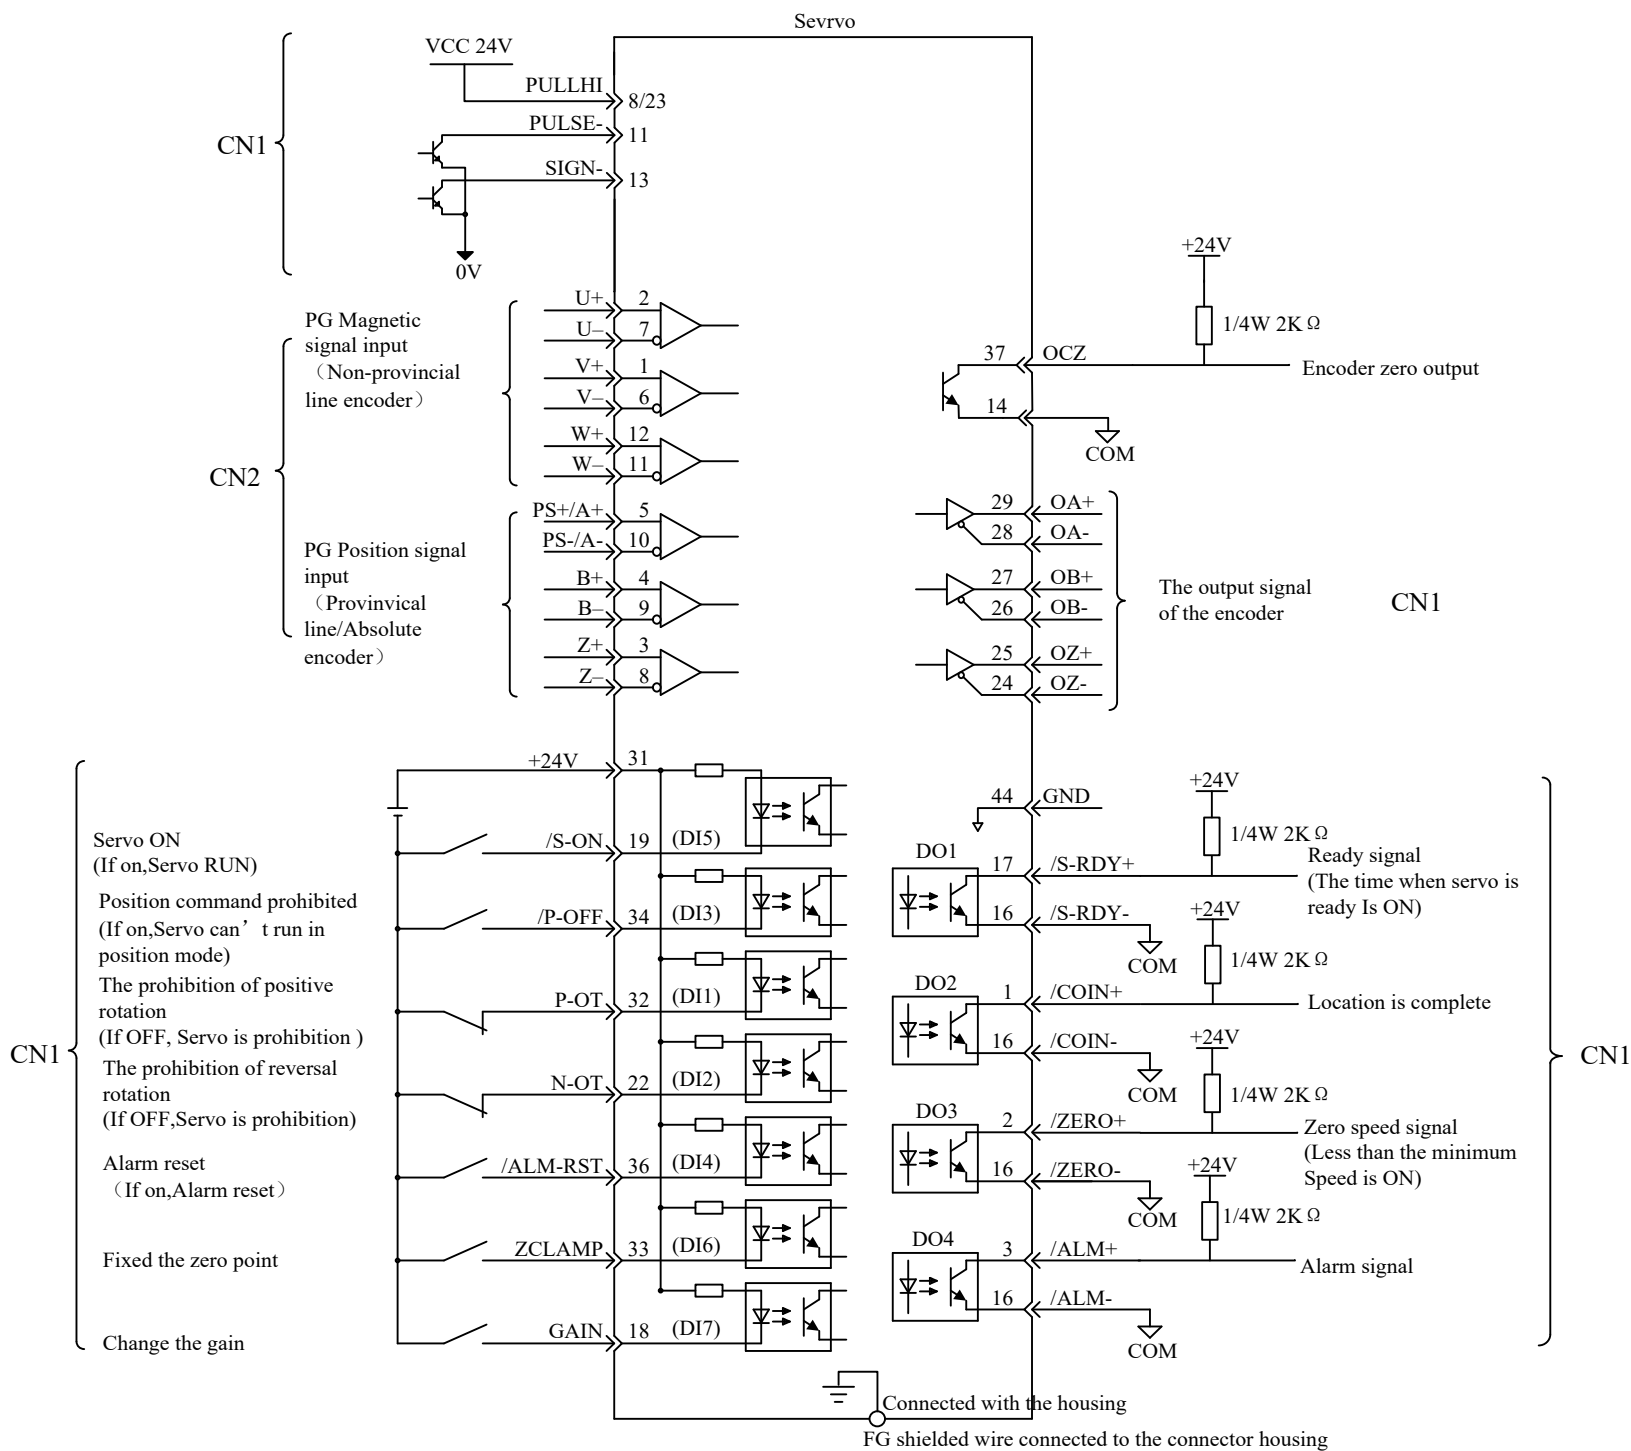 Sevrvo
VCC 24V
PULLHI
8/23
PULSE-
11
SIGN-
13
0V
CN1
PG Magnetic
signal input
（Non-provincial
line encoder）
U+ 2
U– 7
V+ 1
V– 6
W+ 12
W– 11
CN2
PG Position signal
input
（Provinvical
line/Absolute
encoder）
PS+/A+ 5
PS-/A- 10
B+ 4
B– 9
Z+ 3
Z– 8
+24V
1/4W 2KΩ
37 OCZ
Encoder zero output
14
COM
29 OA+
28 OA-
27 OB+
26 OB-
25 OZ+
24 OZ-
The output signal
of the encoder
CN1
CN1
+24V 31
Servo ON
(If on,Servo RUN)
/S-ON 19 (DI5)
Position command prohibited
(If on,Servo can’t run in
position mode)
/P-OFF 34 (DI3)
The prohibition of positive
rotation
(If OFF, Servo is prohibition )
P-OT 32 (DI1)
The prohibition of reversal
rotation
(If OFF,Servo is prohibition)
N-OT 22 (DI2)
Alarm reset
（If on,Alarm reset）
/ALM-RST 36 (DI4)
Fixed the zero point
ZCLAMP 33 (DI6)
Change the gain
GAIN 18 (DI7)
44 GND
+24V
1/4W 2KΩ
DO1
17 /S-RDY+
Ready signal
(The time when servo is
ready Is ON)
16 /S-RDY-
COM
+24V
1/4W 2KΩ
DO2
1 /COIN+
Location is complete
16 /COIN-
COM
+24V
1/4W 2KΩ
DO3
2 /ZERO+
Zero speed signal
(Less than the minimum
Speed is ON)
16 /ZERO-
COM
+24V
1/4W 2KΩ
DO4
3 /ALM+
Alarm signal
16 /ALM-
COM
CN1
Connected with the housing
FG shielded wire connected to the connector housing